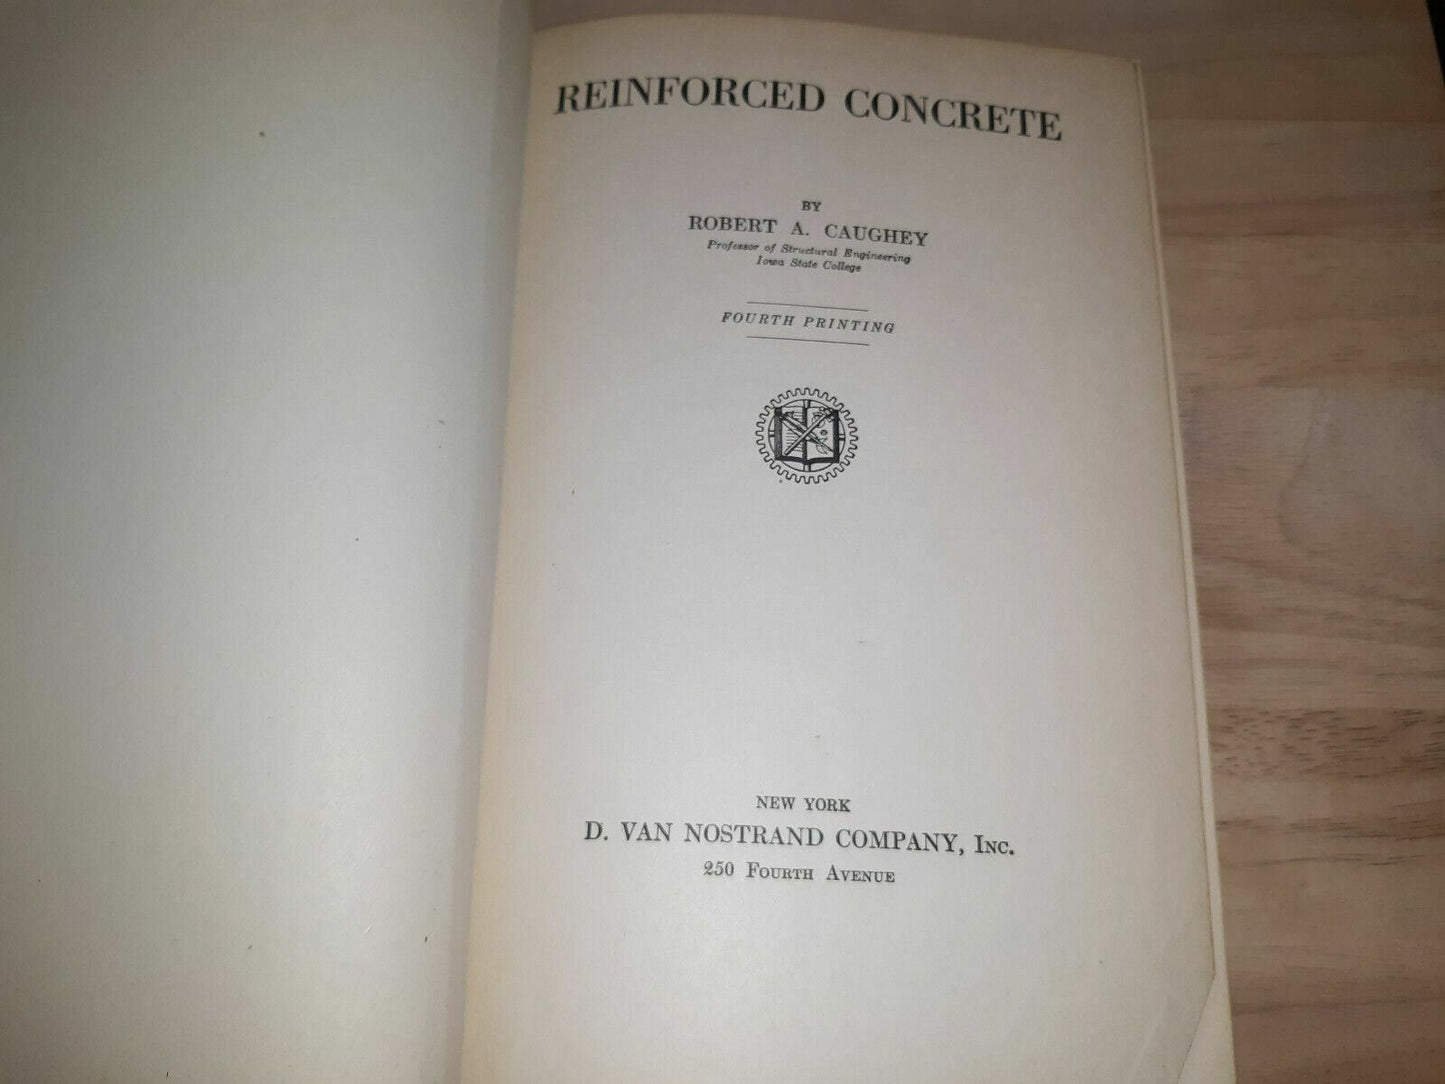 REINFORCED CONCRETE
BY
ROBERT A. CAUGHEY
Professor of Structural Engineering
Iowa State College
FOURTH PRINTING
NEW YORK
D. VAN NOSTRAND COMPANY, INC.
250 FOURTH AVENUE